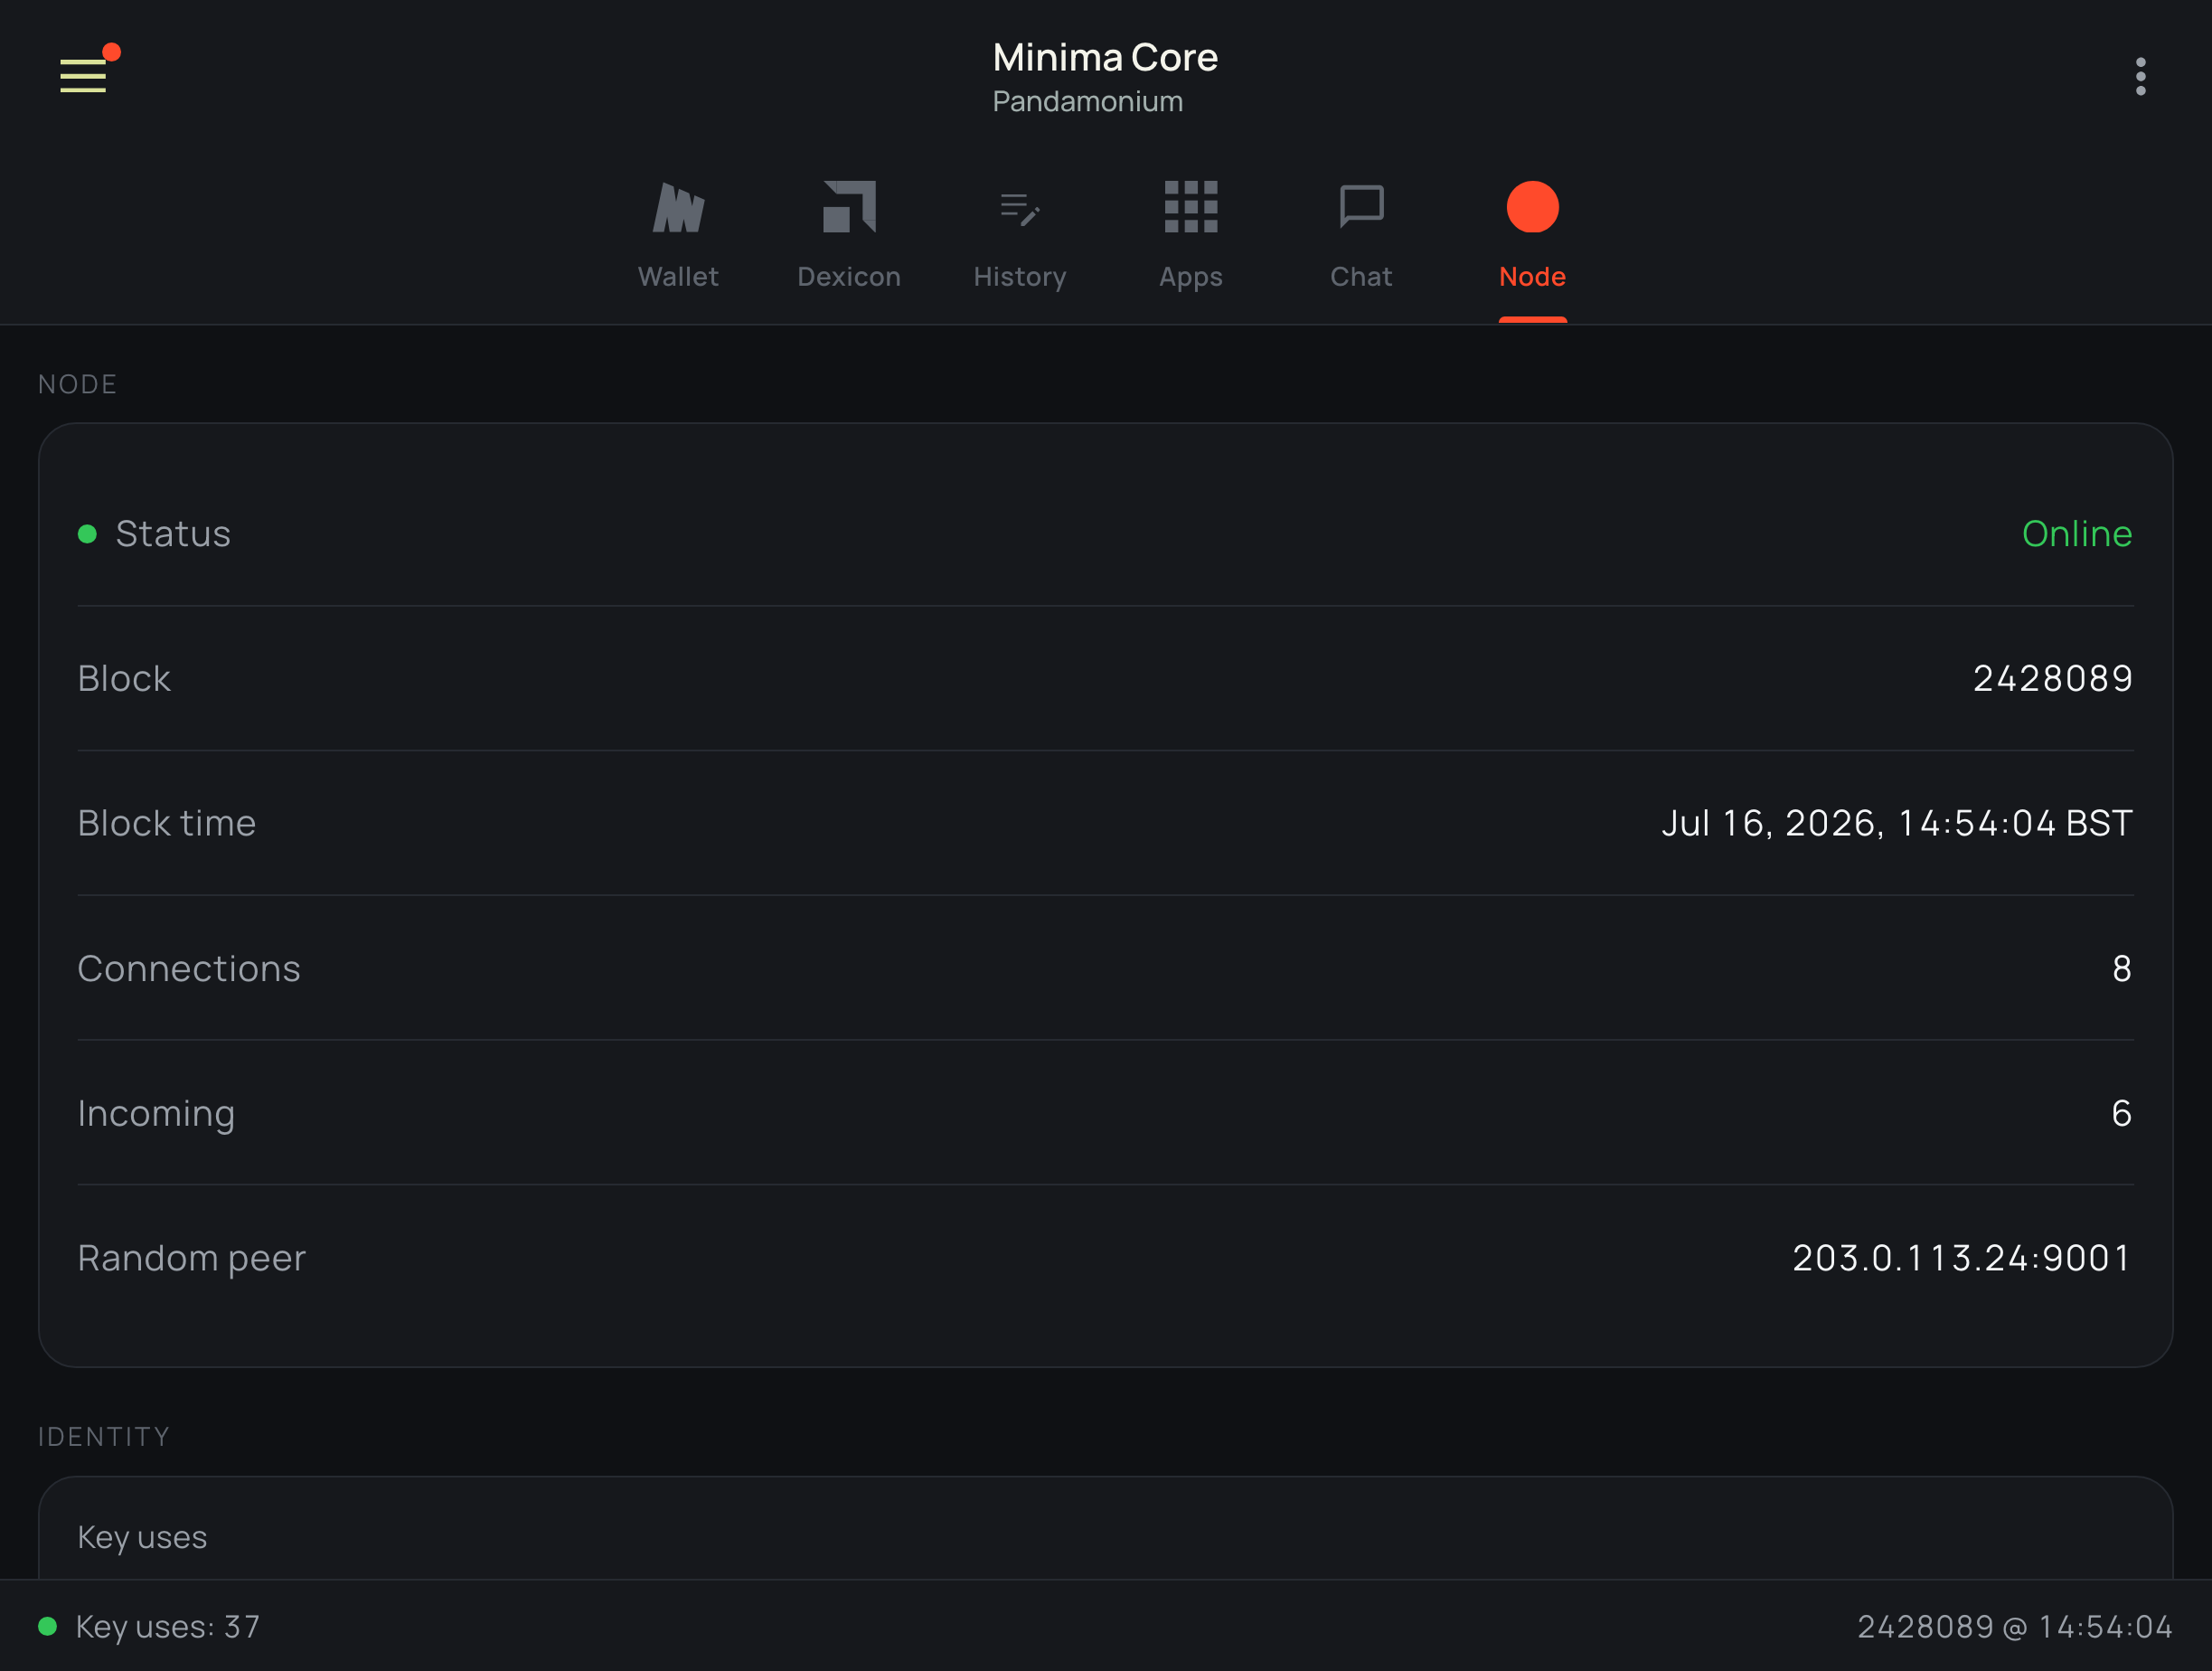 Minima Core
Pandamonium
Wallet
Dexicon
History
Apps
Chat
Node
NODE
Status Online
Block 2428089
Block time Jul 16, 2026, 14:54:04 BST
Connections 8
Incoming 6
Random peer 203.0.113.24:9001
IDENTITY
Key uses
Key uses: 37 2428089 @ 14:54:04